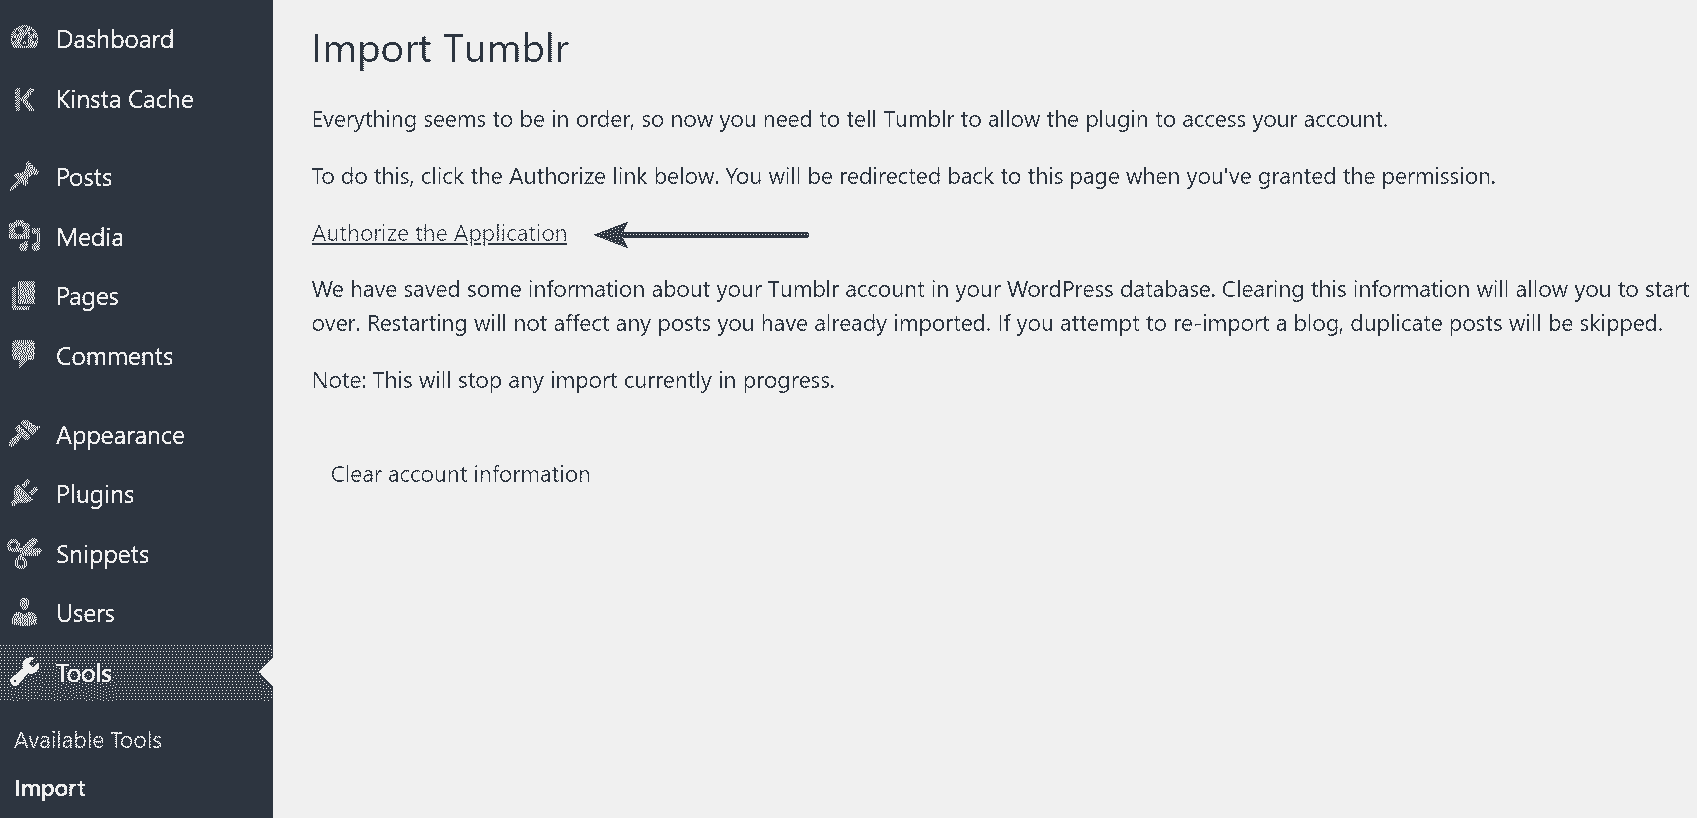 Dashboard
Kinsta Cache
Posts
Media
Pages
Comments
Appearance
Plugins
Snippets
Users
Tools
Available Tools
Import
Import Tumblr
Everything seems to be in order, so now you need to tell Tumblr to allow the plugin to access your account.
To do this, click the Authorize link below. You will be redirected back to this page when you've granted the permission.
Authorize the Application
We have saved some information about your Tumblr account in your WordPress database. Clearing this information will allow you to start
over. Restarting will not affect any posts you have already imported. If you attempt to re-import a blog, duplicate posts will be skipped.
Note: This will stop any import currently in progress.
Clear account information